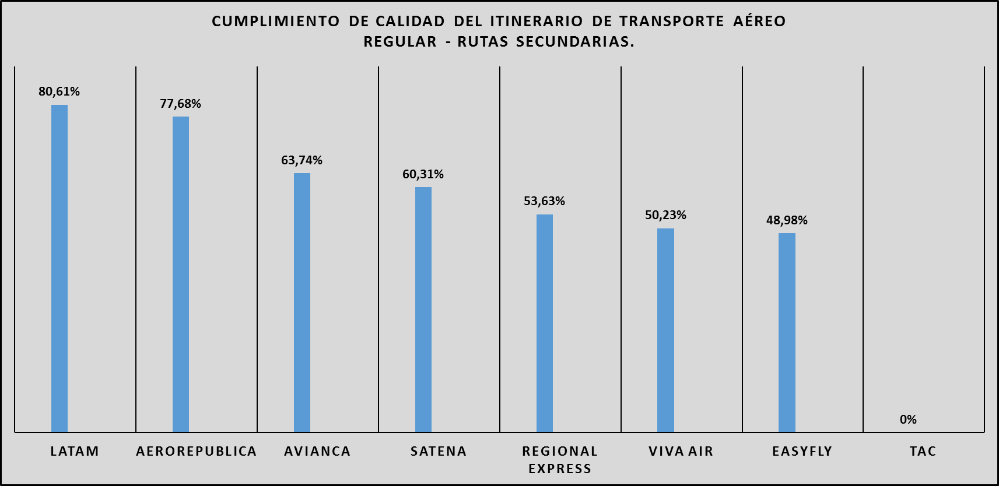 CUMPLIMIENTO DE CALIDAD DEL ITINERARIO DE TRANSPORTE AÉREO
REGULAR - RUTAS SECUNDARIAS.
80,61%
77,68%
63,74%
60,31%
53,63%
50,23%
48,98%
0%
LATAM
AEROREPUBLICA
AVIANCA
SATENA
REGIONAL
EXPRESS
VIVA AIR
EASYFLY
TAC